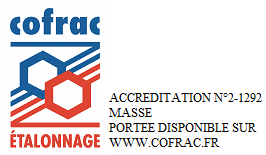 cofrac
ÉTALONNAGE
ACCREDITATION N°2-1292
MASSE
PORTEE DISPONIBLE SUR
WWW.COFRAC.FR